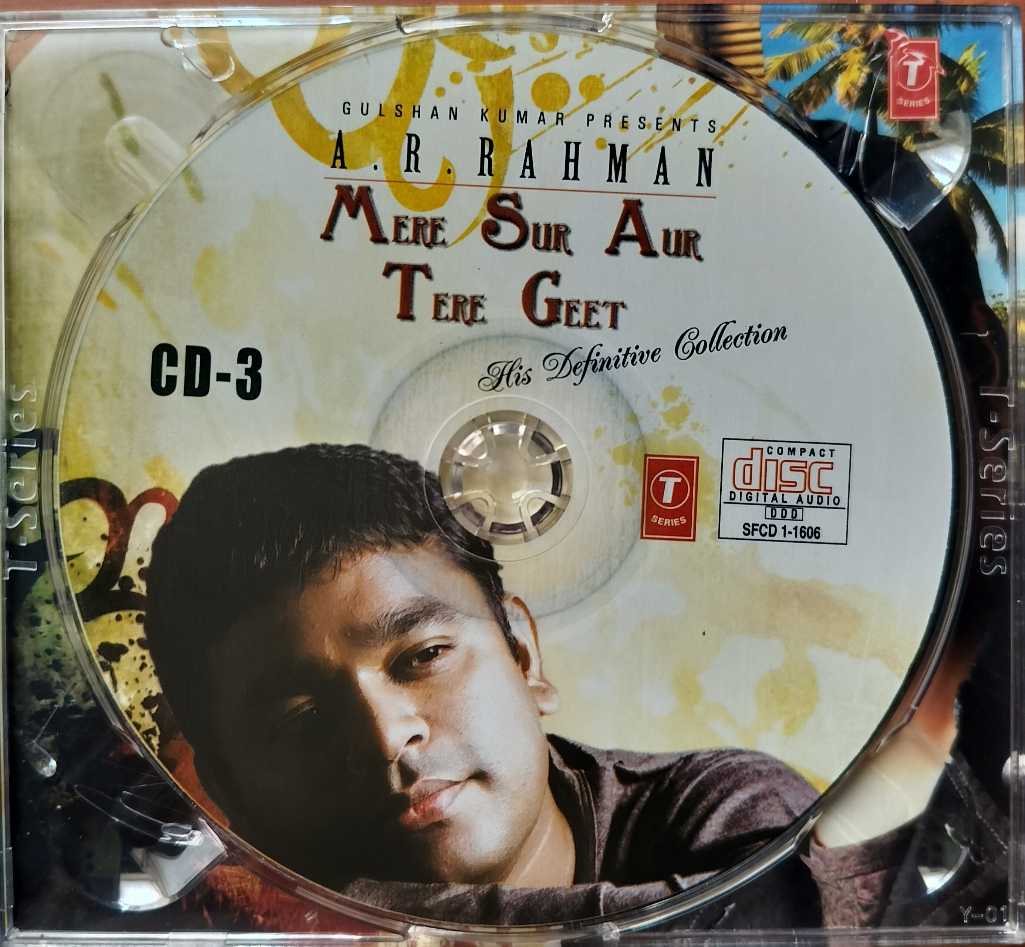 T
SERIES
GULSHAN KUMAR PRESENTS
A.R.RAHMAN
MERE SUR AUR
TERE GEET
His Definitive Collection
CD-3
T-Series
T-Series
T
SERIES
COMPACT
disc
DIGITAL AUDIO
DDD
SFCD 1-1606
Y-01